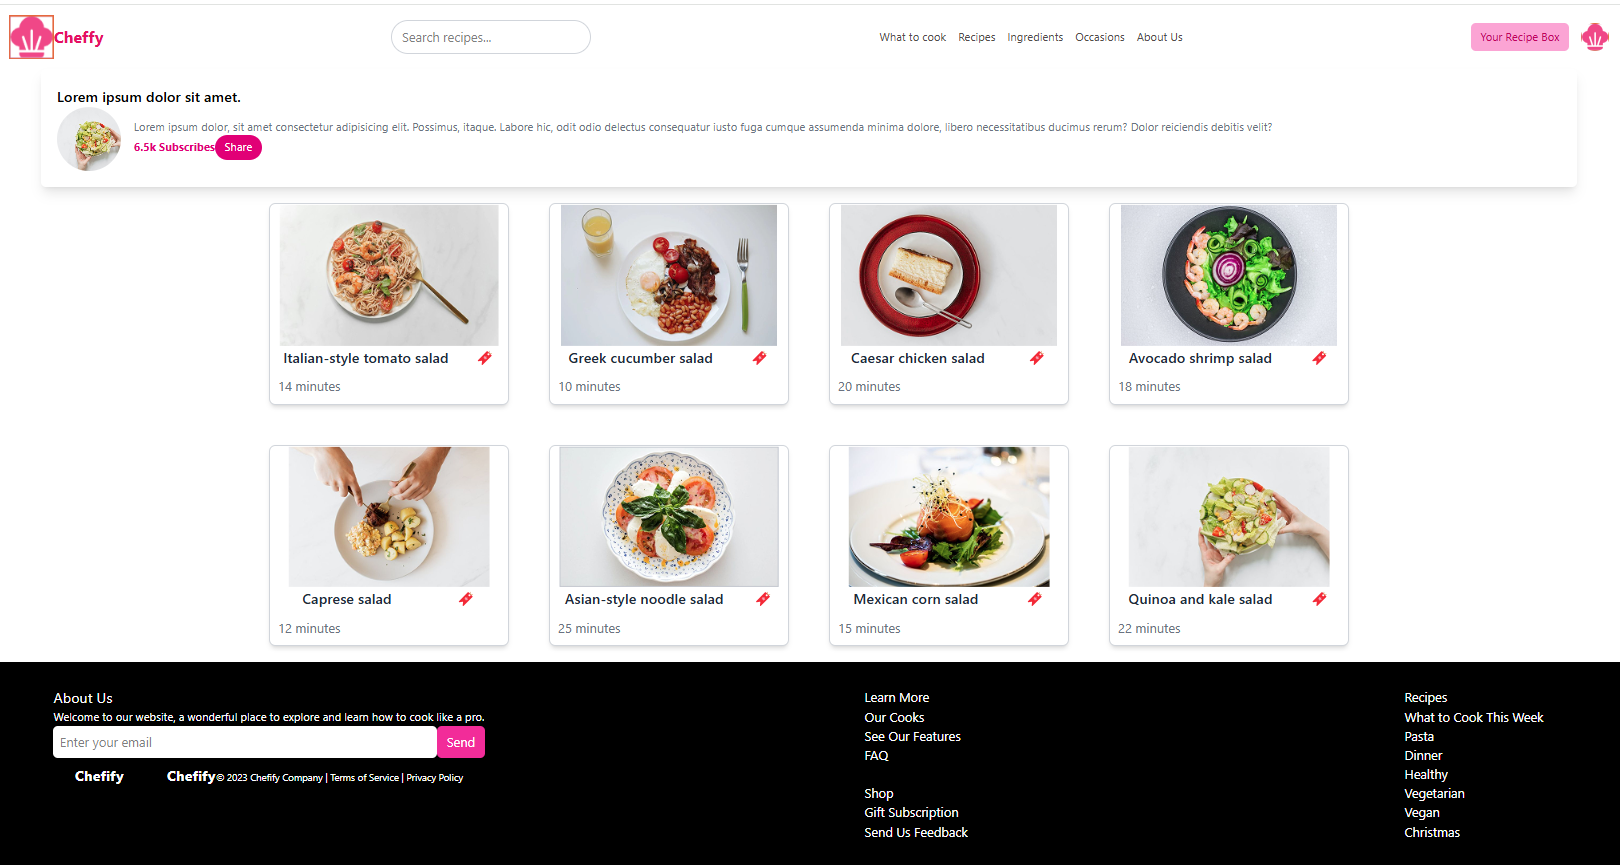 Cheffy
Search recipes...
What to cook Recipes Ingredients Occasions About Us
Your Recipe Box
Lorem ipsum dolor sit amet.
Lorem ipsum dolor, sit amet consectetur adipisicing elit. Possimus, itaque. Labore hic, odit odio delectus consequatur iusto fuga cumque assumenda minima dolore, libero necessitatibus ducimus rerum? Dolor reiciendis debitis velit?
6.5k Subscribes Share
Italian-style tomato salad
14 minutes
Greek cucumber salad
10 minutes
Caesar chicken salad
20 minutes
Avocado shrimp salad
18 minutes
Caprese salad
12 minutes
Asian-style noodle salad
25 minutes
Mexican corn salad
15 minutes
Quinoa and kale salad
22 minutes
About Us
Welcome to our website, a wonderful place to explore and learn how to cook like a pro.
Enter your email Send
Chefify Chefify© 2023 Chefify Company | Terms of Service | Privacy Policy
Learn More
Our Cooks
See Our Features
FAQ
Shop
Gift Subscription
Send Us Feedback
Recipes
What to Cook This Week
Pasta
Dinner
Healthy
Vegetarian
Vegan
Christmas